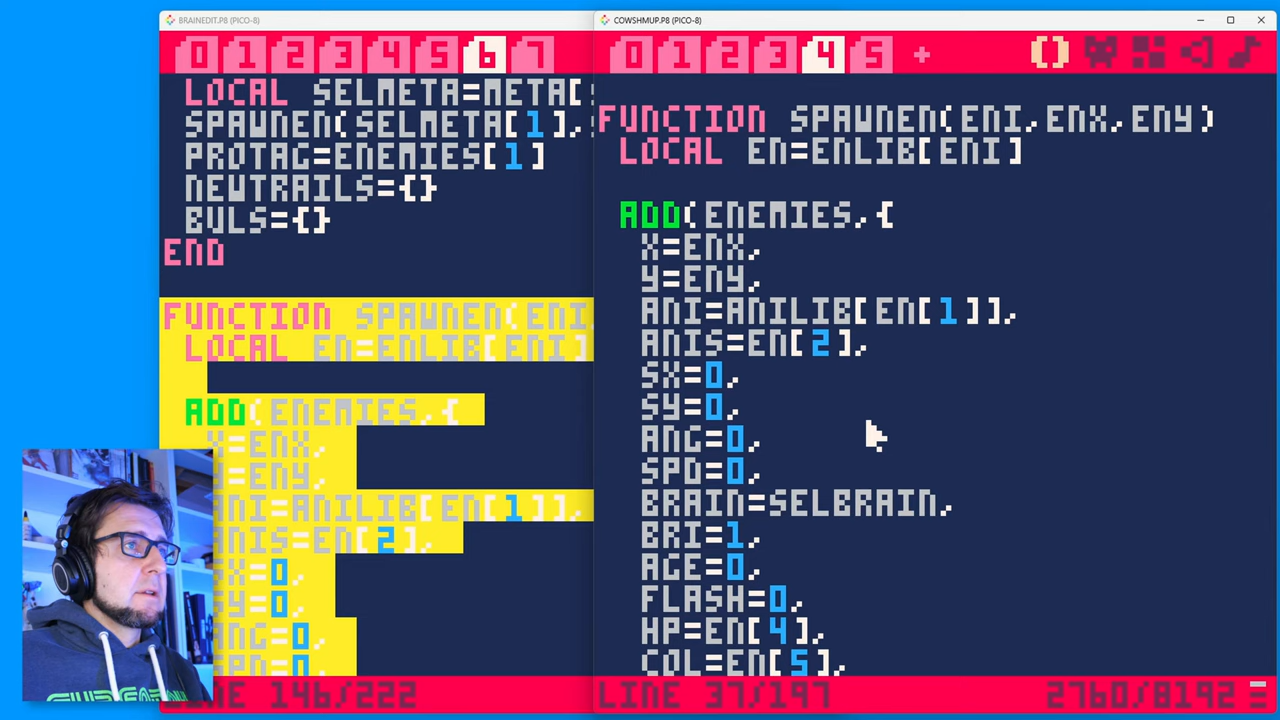 BRAINEDIT.P8 (PICO-8)
0 1 2 3 4 5 6 7
LOCAL SELMETA=META[
SPAWNEN(SELMETA[1],
PROTAG=ENEMIES[1]
NEWTRAILS={}
BULS={}
END
FUNCTION SPAWNEN(ENI
LOCAL EN=ENLIB[ENI]
ADD(ENEMIES,{
X=ENX,
Y=ENY,
ANI=ANILIB[EN[1]],
ANIS=EN[2],
SX=0,
SY=0,
ANG=0,
SPD=0
LINE 146/222
COWSHMUP.P8 (PICO-8)
0 1 2 3 4 5 +
FUNCTION SPAWNEN(ENI,ENX,ENY)
LOCAL EN=ENLIB[ENI]
ADD(ENEMIES,{
X=ENX,
Y=ENY,
ANI=ANILIB[EN[1]],
ANIS=EN[2],
SX=0,
SY=0,
ANG=0,
SPD=0,
BRAIN=SELBRAIN,
BRI=1,
AGE=0,
FLASH=0,
HP=EN[4],
COL=EN[5],
LINE 37/197
2760/8192